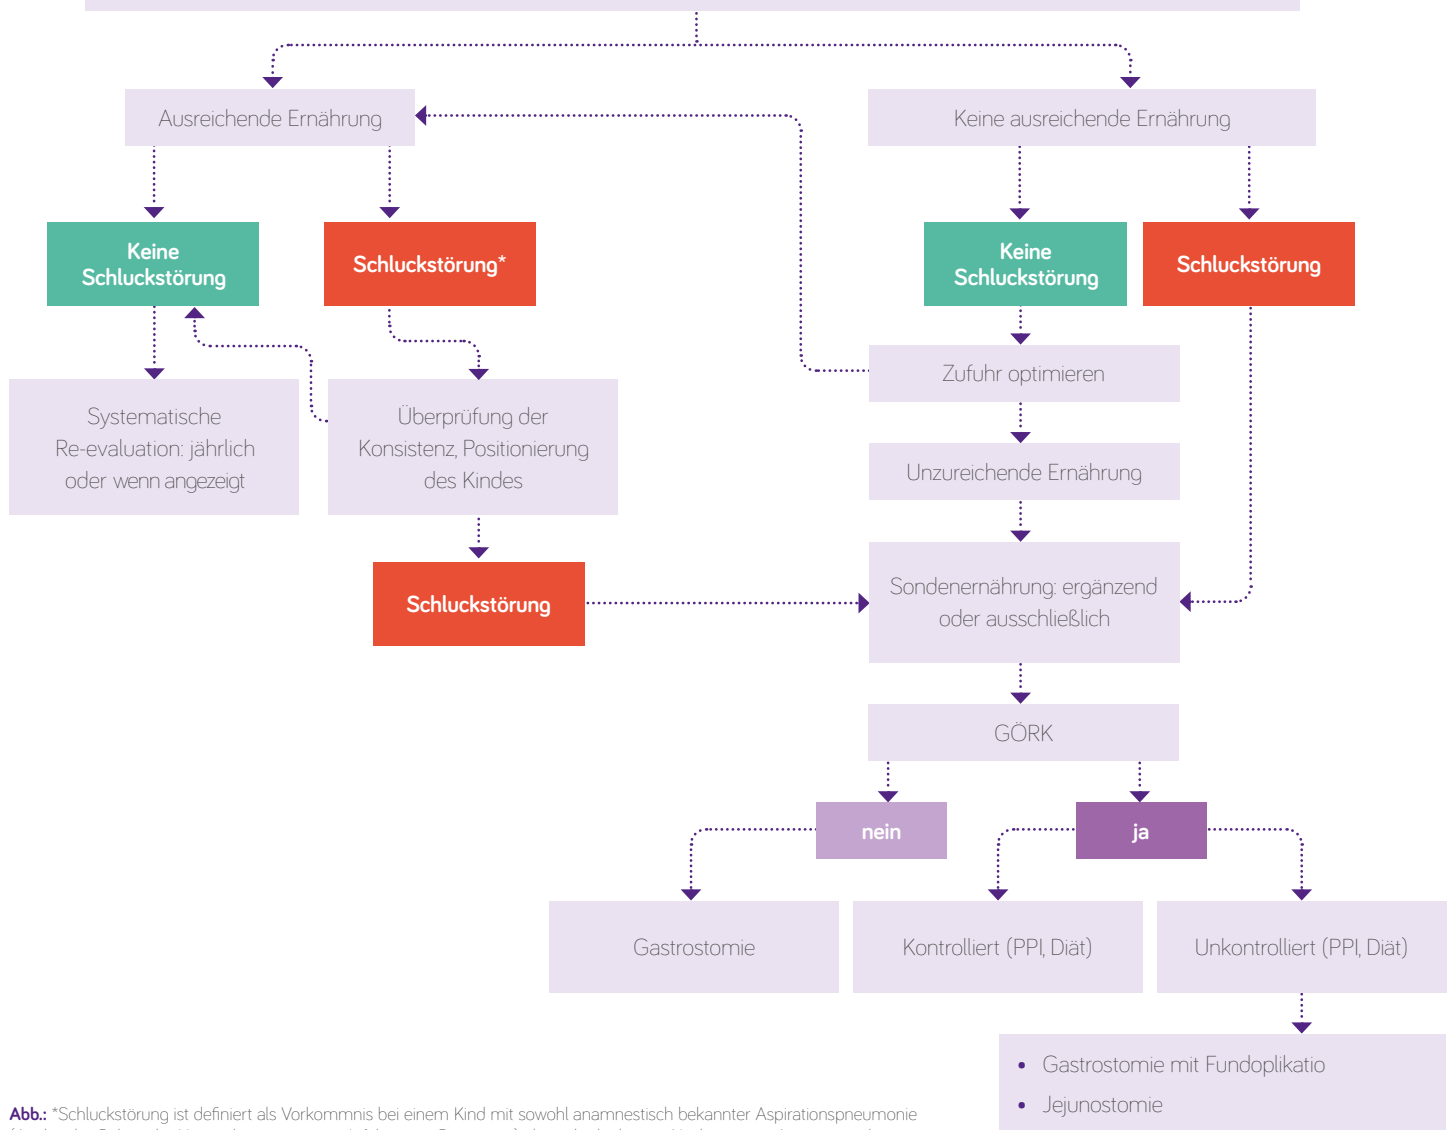 Ausreichende Ernährung
Keine ausreichende Ernährung
Keine
Schluckstörung
Schluckstörung*
Keine
Schluckstörung
Schluckstörung
Zufuhr optimieren
Systematische
Re-evaluation: jährlich
oder wenn angezeigt
Überprüfung der
Konsistenz, Positionierung
des Kindes
Unzureichende Ernährung
Schluckstörung
Sondenernährung: ergänzend
oder ausschließlich
GÖRK
nein
ja
Gastrostomie
Kontrolliert (PPI, Diät)
Unkontrolliert (PPI, Diät)
• Gastrostomie mit Fundoplikatio
• Jejunostomie
Abb.: *Schluckstörung ist definiert als Vorkommnis bei einem Kind mit sowohl anamnestisch bekannter Aspirationspneumonie